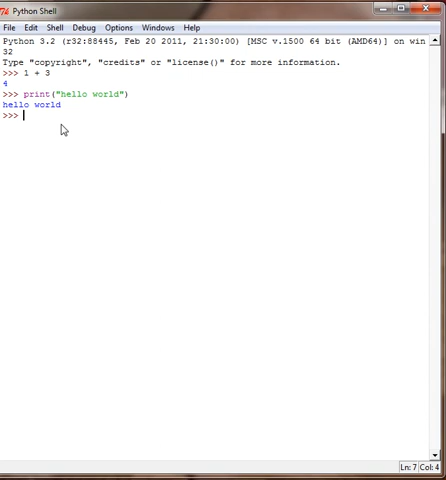 Python Shell
File Edit Shell Debug Options Windows Help
Python 3.2 (r32:88445, Feb 20 2011, 21:30:00) [MSC v.1500 64 bit (AMD64)] on win
32
Type "copyright", "credits" or "license()" for more information.
>>> 1 + 3
4
>>> print("hello world")
hello world
>>>
Ln: 7 Col: 4